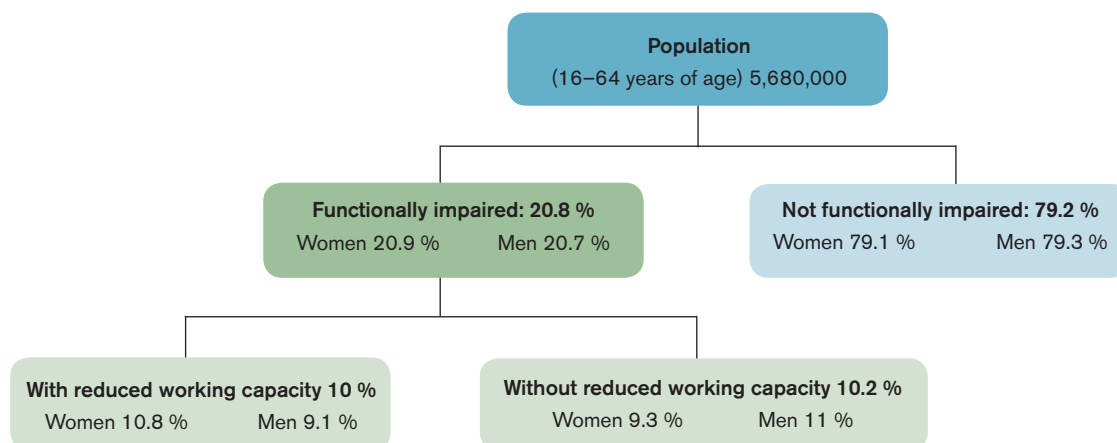 Population
(16–64 years of age) 5,680,000
Functionally impaired: 20.8 %
Women 20.9 % Men 20.7 %
Not functionally impaired: 79.2 %
Women 79.1 % Men 79.3 %
With reduced working capacity 10 %
Women 10.8 % Men 9.1 %
Without reduced working capacity 10.2 %
Women 9.3 % Men 11 %